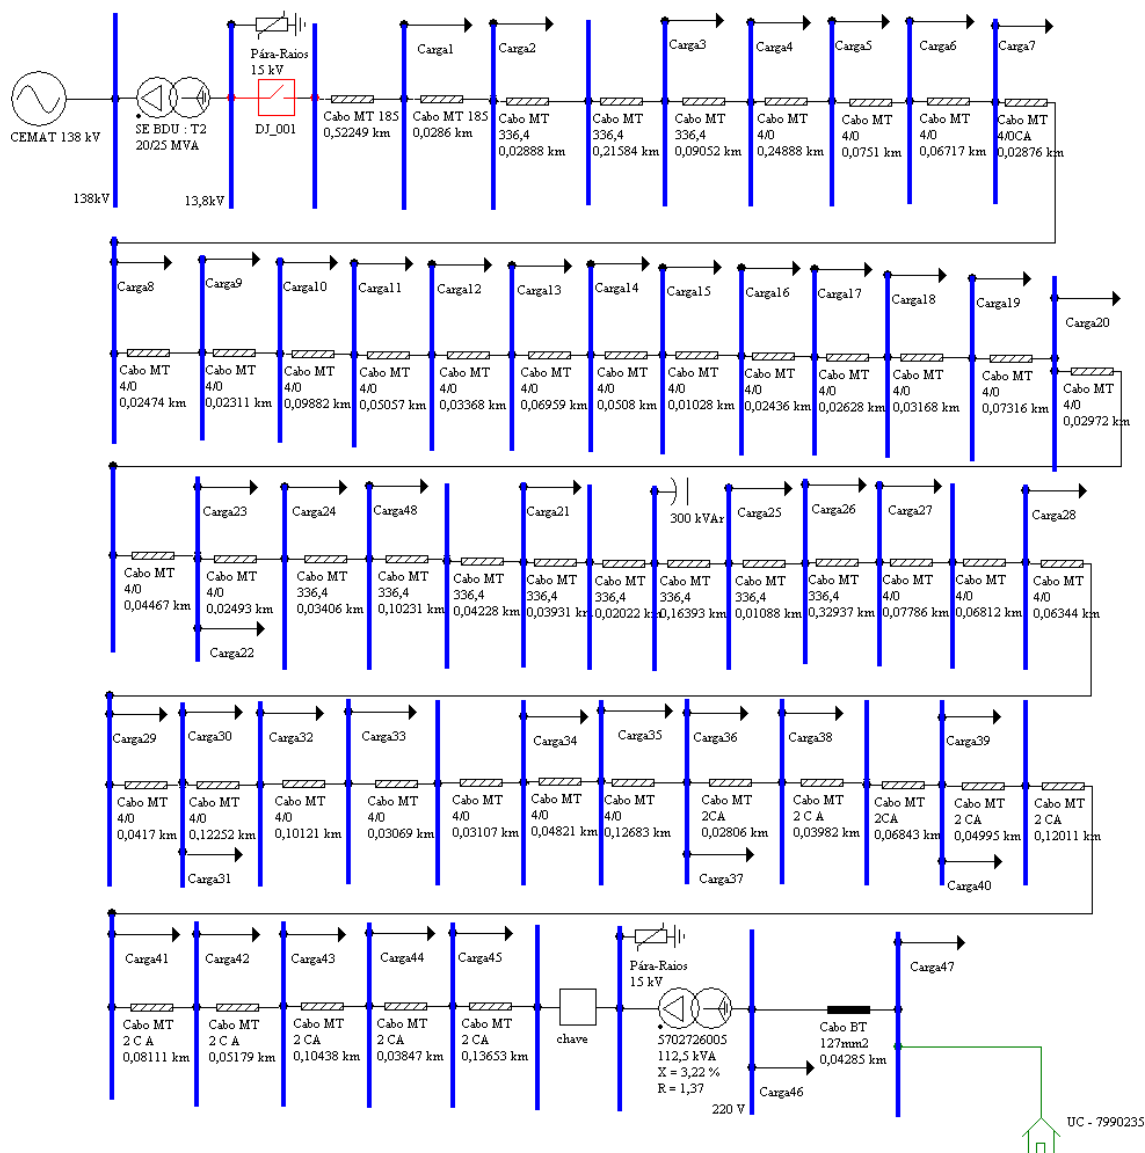 Pára-Raios
15 kV
Carga1
Carga2
Carga3
Carga4
Carga5
Carga6
Carga7
CEMAT 138 kV
SE BDU : T2
20/25 MVA
DJ_001
Cabo MT 185
0,52249 km
Cabo MT 185
0,0286 km
Cabo MT
336,4
0,02888 km
Cabo MT
336,4
0,21584 km
Cabo MT
336,4
0,09052 km
Cabo MT
4/0
0,24888 km
Cabo MT
4/0
0,0751 km
Cabo MT
4/0
0,06717 km
Cabo MT
4/0CA
0,02876 km
138kV
13,8kV
Carga8
Carga9
Carga10
Carga11
Carga12
Carga13
Carga14
Carga15
Carga16
Carga17
Carga18
Carga19
Carga20
Cabo MT
4/0
0,02474 km
Cabo MT
4/0
0,02311 km
Cabo MT
4/0
0,09882 km
Cabo MT
4/0
0,05057 km
Cabo MT
4/0
0,03368 km
Cabo MT
4/0
0,06959 km
Cabo MT
4/0
0,0508 km
Cabo MT
4/0
0,01028 km
Cabo MT
4/0
0,02436 km
Cabo MT
4/0
0,02628 km
Cabo MT
4/0
0,03168 km
Cabo MT
4/0
0,07316 km
Cabo MT
4/0
0,02972 km
Carga23
Carga24
Carga48
Carga21
300 kVAr
Carga25
Carga26
Carga27
Carga28
Cabo MT
4/0
0,04467 km
Cabo MT
4/0
0,02493 km
Cabo MT
336,4
0,03406 km
Cabo MT
336,4
0,10231 km
Cabo MT
336,4
0,04228 km
Cabo MT
336,4
0,03931 km
Cabo MT
336,4
0,02022 km
Cabo MT
336,4
0,16393 km
Cabo MT
336,4
0,01088 km
Cabo MT
336,4
0,32937 km
Cabo MT
4/0
0,07786 km
Cabo MT
4/0
0,06812 km
Cabo MT
4/0
0,06344 km
Carga22
Carga29
Carga30
Carga32
Carga33
Carga34
Carga35
Carga36
Carga38
Carga39
Cabo MT
4/0
0,0417 km
Cabo MT
4/0
0,12252 km
Cabo MT
4/0
0,10121 km
Cabo MT
4/0
0,03069 km
Cabo MT
4/0
0,03107 km
Cabo MT
4/0
0,04821 km
Cabo MT
4/0
0,12683 km
Cabo MT
2CA
0,02806 km
Cabo MT
2 C A
0,03982 km
Cabo MT
2CA
0,06843 km
Cabo MT
2 CA
0,04995 km
Cabo MT
2 CA
0,12011 km
Carga31
Carga37
Carga40
Carga41
Carga42
Carga43
Carga44
Carga45
Pára-Raios
15 kV
Carga47
Cabo MT
2 C A
0,08111 km
Cabo MT
2 C A
0,05179 km
Cabo MT
2 CA
0,10438 km
Cabo MT
2 CA
0,03847 km
Cabo MT
2 CA
0,13653 km
chave
5702726005
112,5 kVA
X = 3,22 %
R = 1,37
Cabo BT
127mm2
0,04285 km
Carga46
220 V
UC - 7990235